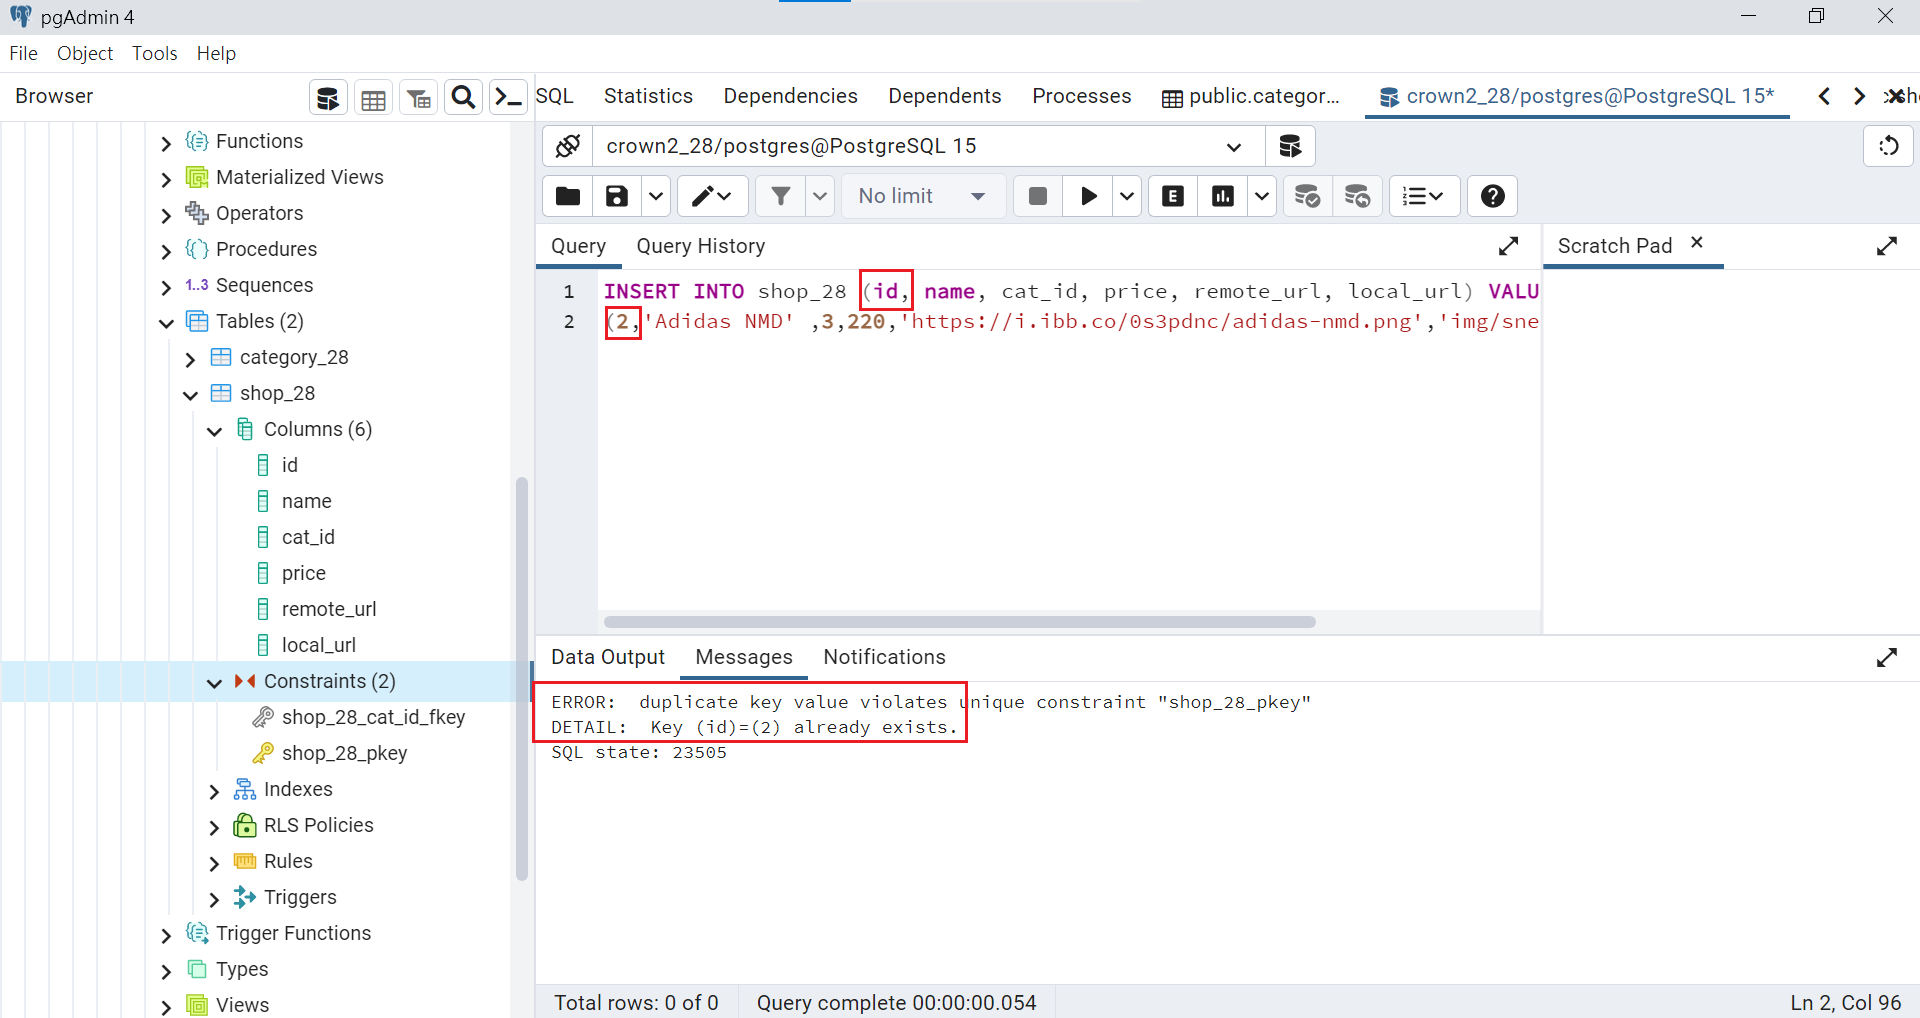 pgAdmin 4
File Object Tools Help
Browser
SQL Statistics Dependencies Dependents Processes public.categor... crown2_28/postgres@PostgreSQL 15*
crown2_28/postgres@PostgreSQL 15
No limit
Query Query History
Scratch Pad
1 INSERT INTO shop_28 (id, name, cat_id, price, remote_url, local_url) VALU
2 (2,'Adidas NMD' ,3,220,'https://i.ibb.co/0s3pdnc/adidas-nmd.png','img/sne
Functions
Materialized Views
Operators
Procedures
1..3 Sequences
Tables (2)
category_28
shop_28
Columns (6)
id
name
cat_id
price
remote_url
local_url
Constraints (2)
shop_28_cat_id_fkey
shop_28_pkey
Indexes
RLS Policies
Rules
Triggers
Trigger Functions
Types
Views
Data Output Messages Notifications
ERROR:  duplicate key value violates unique constraint "shop_28_pkey"
DETAIL:  Key (id)=(2) already exists.
SQL state: 23505
Total rows: 0 of 0 Query complete 00:00:00.054 Ln 2, Col 96